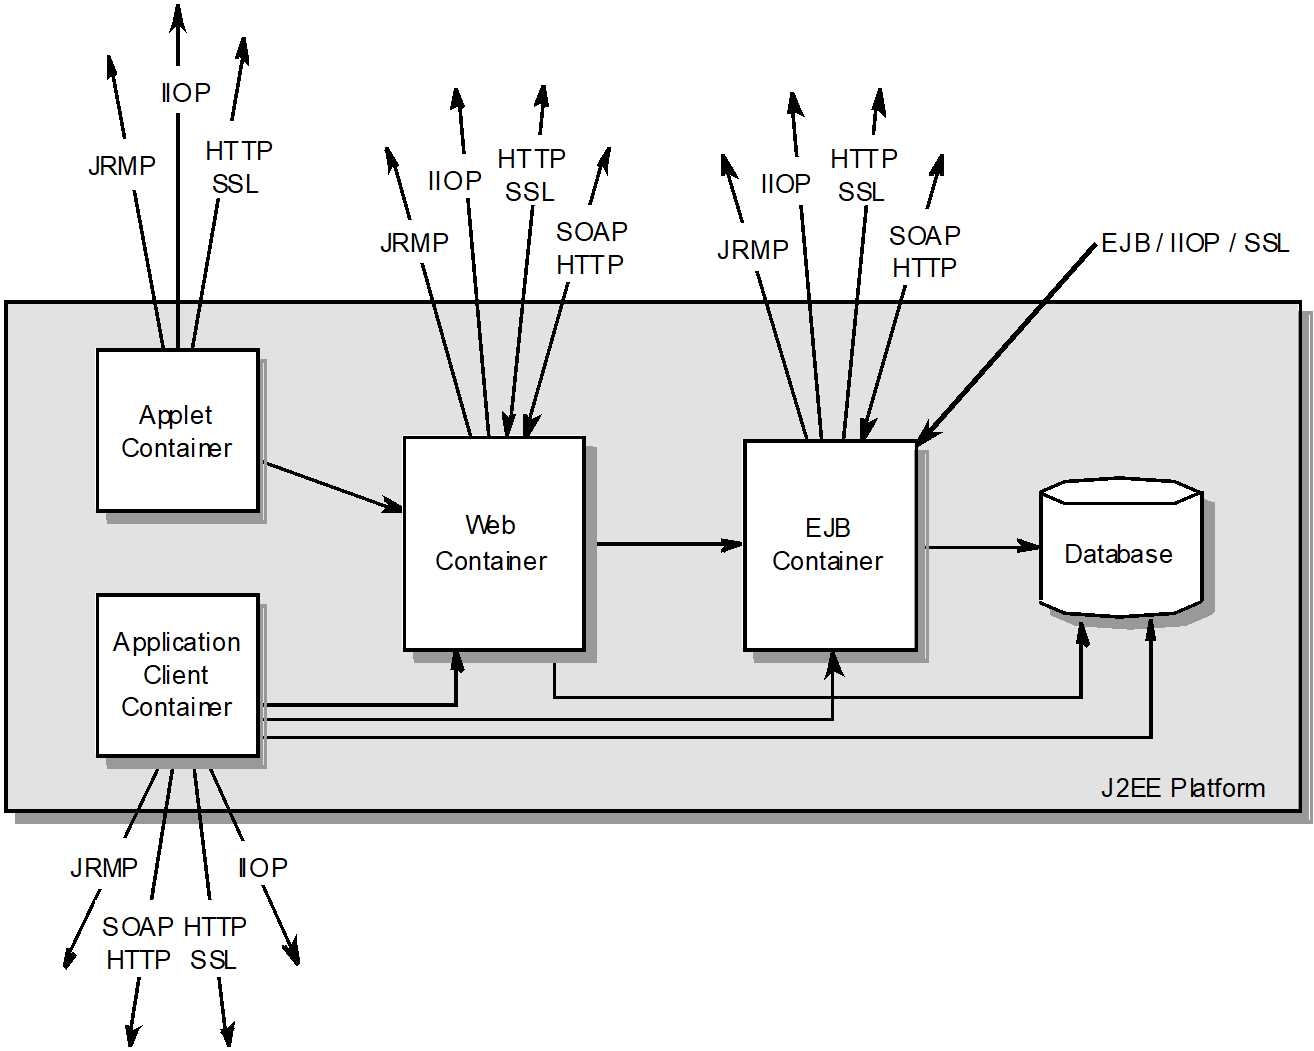 IIOP
JRMP
HTTP
SSL
JRMP
IIOP
HTTP
SSL
SOAP
HTTP
JRMP
IIOP
HTTP
SSL
SOAP
HTTP
EJB / IIOP / SSL
Applet
Container
Web
Container
EJB
Container
Database
Application
Client
Container
J2EE Platform
JRMP
SOAP
HTTP
HTTP
SSL
IIOP